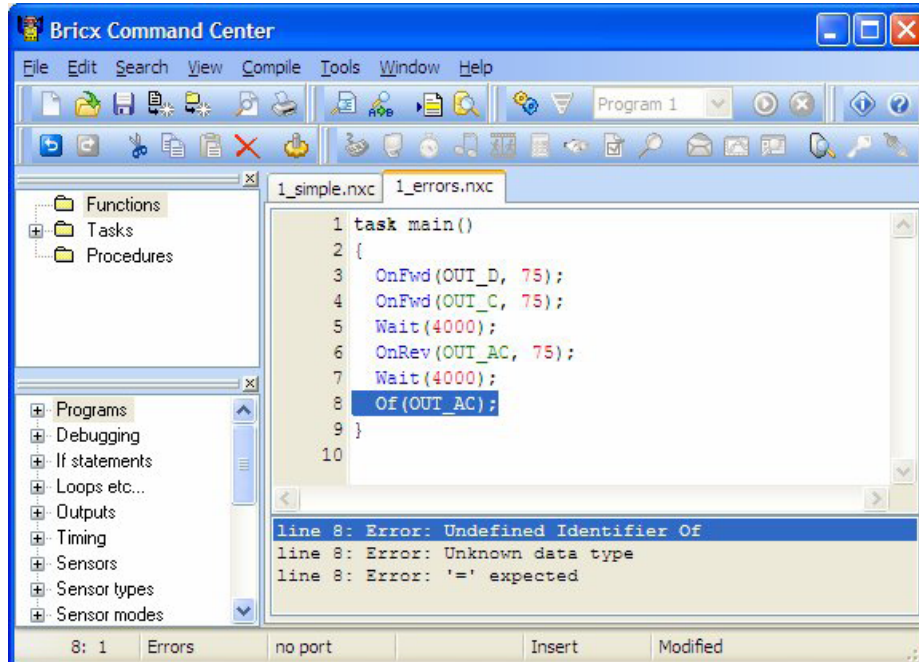 Bricx Command Center
File Edit Search View Compile Tools Window Help
Program 1
Functions
Tasks
Procedures
Programs
Debugging
If statements
Loops etc...
Outputs
Timing
Sensors
Sensor types
Sensor modes
1_simple.nxc 1_errors.nxc
1 task main()
2 {
3 OnFwd(OUT_D, 75);
4 OnFwd(OUT_C, 75);
5 Wait(4000);
6 OnRev(OUT_AC, 75);
7 Wait(4000);
8 Of(OUT_AC);
9 }
10
line 8: Error: Undefined Identifier Of
line 8: Error: Unknown data type
line 8: Error: '=' expected
8: 1 Errors no port Insert Modified